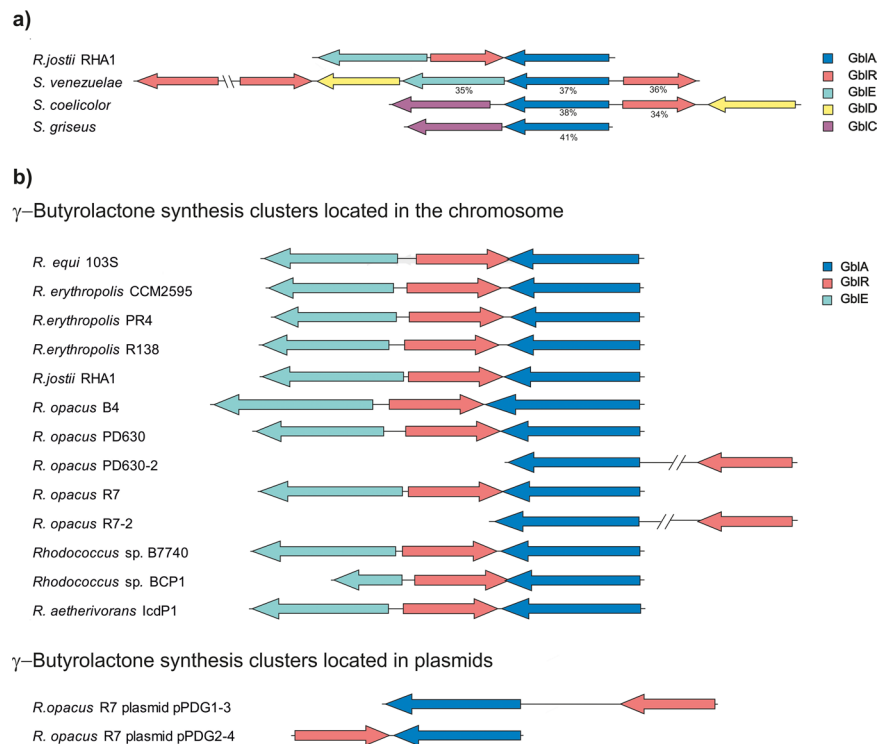 a)
R.jostii RHA1
S. venezuelae
35%
37%
36%
S. coelicolor
38%
34%
S. griseus
41%
GblA
GblR
GblE
GblD
GblC
b)
γ–Butyrolactone synthesis clusters located in the chromosome
R. equi 103S
R. erythropolis CCM2595
R.erythropolis PR4
R.erythropolis R138
R.jostii RHA1
R. opacus B4
R. opacus PD630
R. opacus PD630-2
R. opacus R7
R. opacus R7-2
Rhodococcus sp. B7740
Rhodococcus sp. BCP1
R. aetherivorans IcdP1
GblA
GblR
GblE
γ–Butyrolactone synthesis clusters located in plasmids
R.opacus R7 plasmid pPDG1-3
R. opacus R7 plasmid pPDG2-4